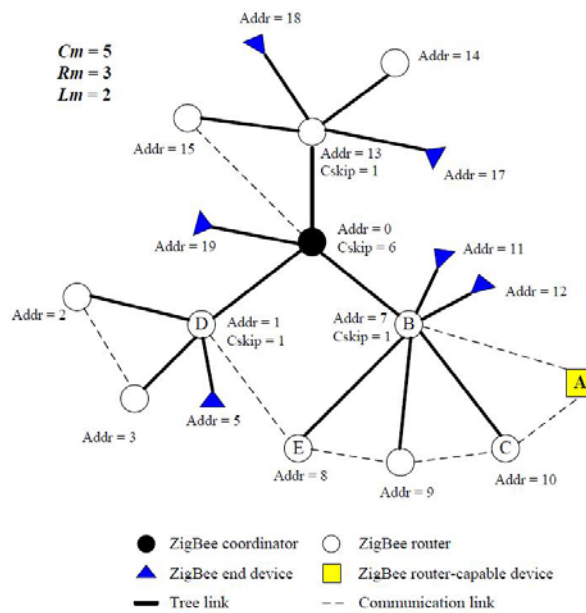 Cm = 5
Rm = 3
Lm = 2
Addr = 18
Addr = 14
Addr = 15
Addr = 13
Cskip = 1
Addr = 17
Addr = 0
Cskip = 6
Addr = 19
Addr = 11
Addr = 12
Addr = 2
D
Addr = 1
Cskip = 1
Addr = 7
Cskip = 1
B
A
Addr = 3
Addr = 5
E
C
Addr = 8
Addr = 9
Addr = 10
ZigBee coordinator
ZigBee router
ZigBee end device
ZigBee router-capable device
Tree link
Communication link